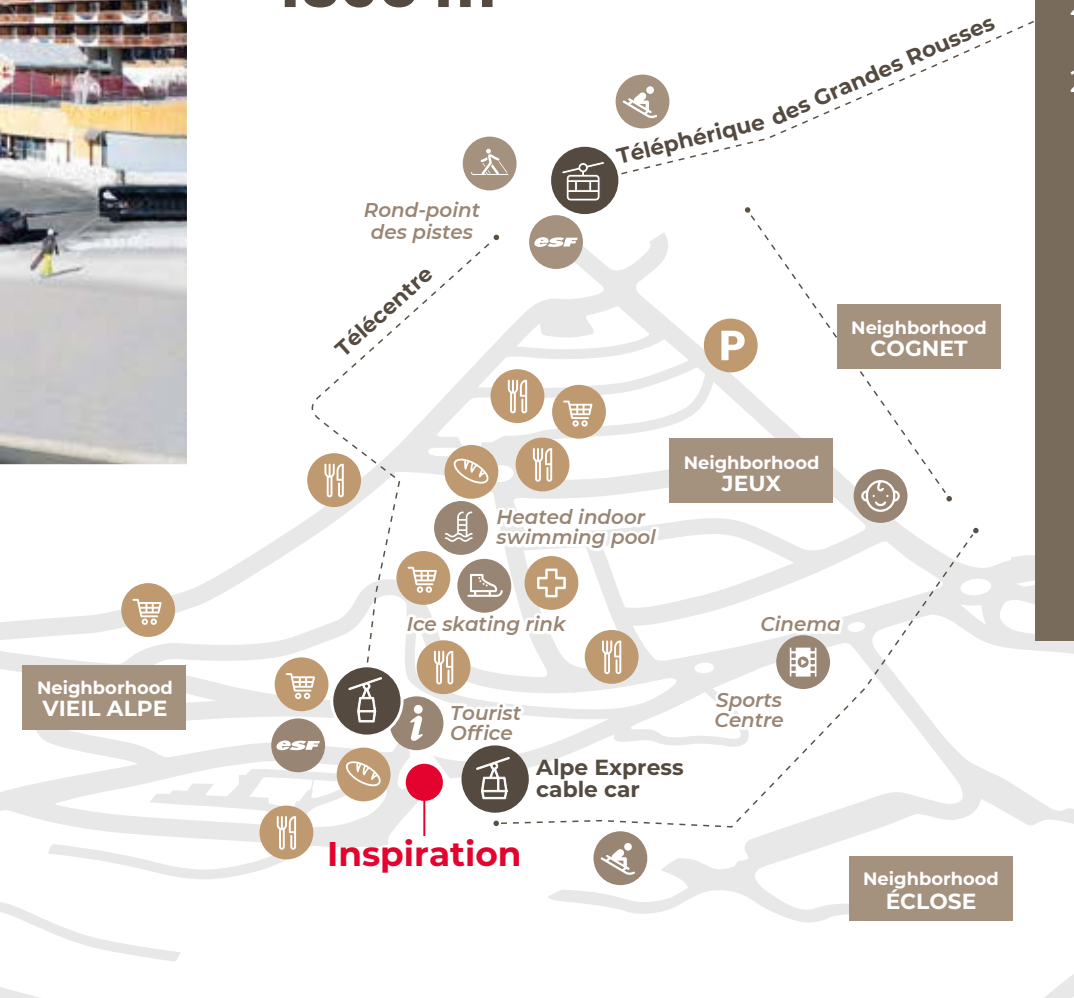 Téléphérique des Grandes Rousses
Rond-point
des pistes
esf
Télécentre
Neighborhood
COGNET
P
Neighborhood
JEUX
Heated indoor
swimming pool
Ice skating rink
Cinema
Neighborhood
VIEIL ALPE
Sports
Centre
i
Tourist
Office
esf
Alpe Express
cable car
Inspiration
Neighborhood
ÉCLOSE